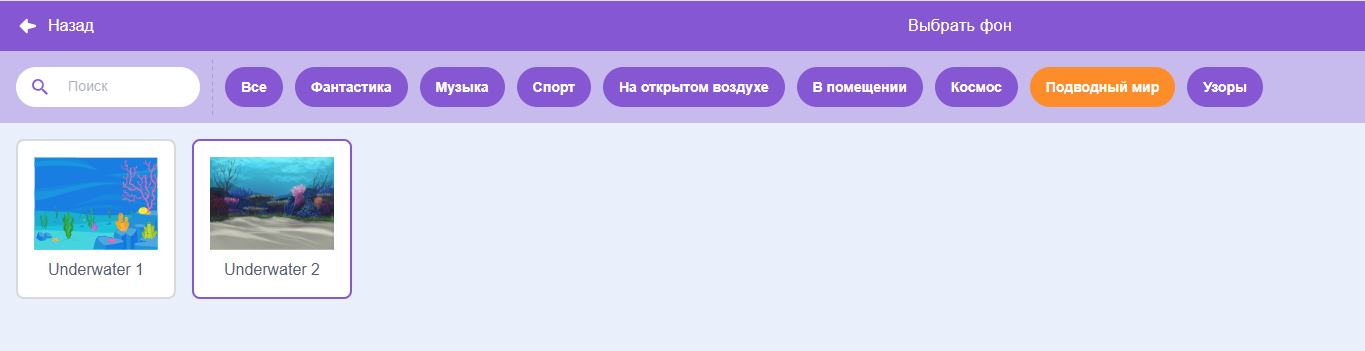 Назад
Выбрать фон
Поиск
Все
Фантастика
Музыка
Спорт
На открытом воздухе
В помещении
Космос
Подводный мир
Узоры
Underwater 1
Underwater 2